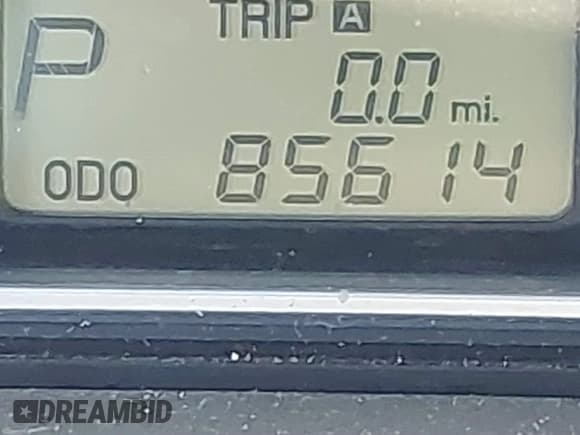 TRIP A
P
0.0 mi.
ODO 85614
DREAMBID